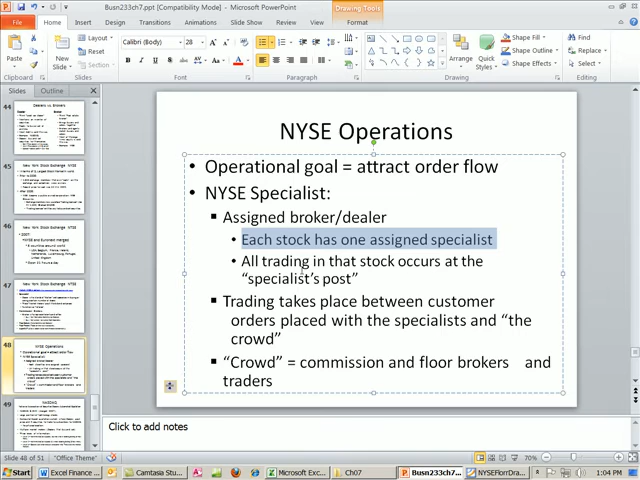 Busn233ch7.ppt [Compatibility Mode] - Microsoft PowerPoint
Drawing Tools
File
Home
Insert
Design
Transitions
Animations
Slide Show
Review
View
Format
Paste
New Slide
Layout
Reset
Section
Calibri (Body)
28
Arrange
Quick Styles
Shape Fill
Shape Outline
Shape Effects
Find
Replace
Select
Clipboard
Slides
Font
Paragraph
Drawing
Editing
Slides
Outline
44
45
46
47
48
49
NYSE Operations
• Operational goal = attract order flow
• NYSE Specialist:
Assigned broker/dealer
• Each stock has one assigned specialist
• All trading in that stock occurs at the
“specialist’s post”
Trading takes place between customer
orders placed with the specialists and “the
crowd”
“Crowd” = commission and floor brokers and
traders
Click to add notes
Slide 48 of 51
"Office Theme"
70%
Start
Excel Finance ...
Camtasia Stu...
Microsoft Exc...
Ch07
Busn233ch7...
NYSEFlorrDra...
1:04 PM